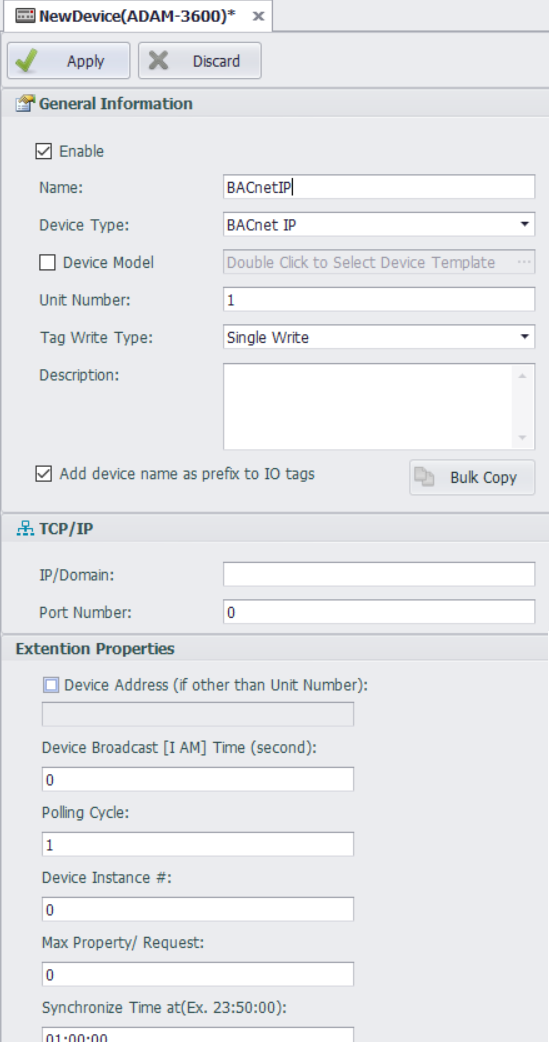 NewDevice(ADAM-3600)*
Apply Discard
General Information
Enable
Name: BACnetIP
Device Type: BACnet IP
Device Model Double Click to Select Device Template ...
Unit Number: 1
Tag Write Type: Single Write
Description:
Add device name as prefix to IO tags Bulk Copy
TCP/IP
IP/Domain:
Port Number: 0
Extention Properties
Device Address (if other than Unit Number):
Device Broadcast [I AM] Time (second):
0
Polling Cycle:
1
Device Instance #:
0
Max Property/ Request:
0
Synchronize Time at(Ex. 23:50:00):
01:00:00